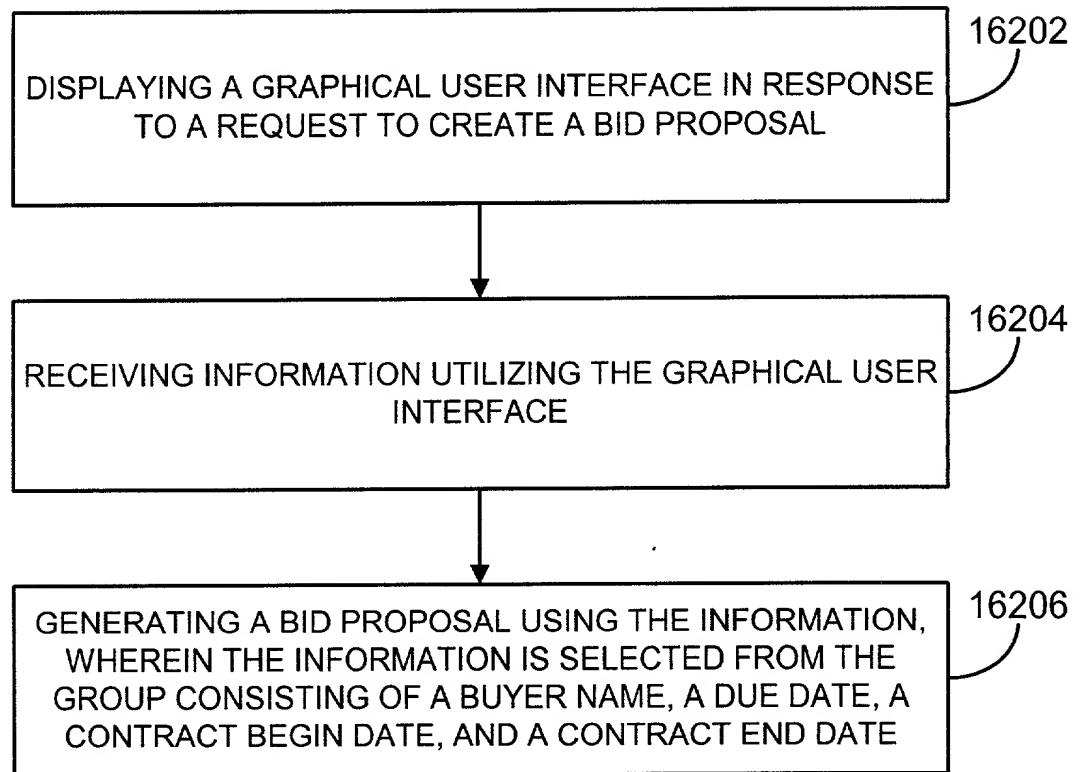 16202
DISPLAYING A GRAPHICAL USER INTERFACE IN RESPONSE
TO A REQUEST TO CREATE A BID PROPOSAL
16204
RECEIVING INFORMATION UTILIZING THE GRAPHICAL USER
INTERFACE
16206
GENERATING A BID PROPOSAL USING THE INFORMATION,
WHEREIN THE INFORMATION IS SELECTED FROM THE
GROUP CONSISTING OF A BUYER NAME, A DUE DATE, A
CONTRACT BEGIN DATE, AND A CONTRACT END DATE